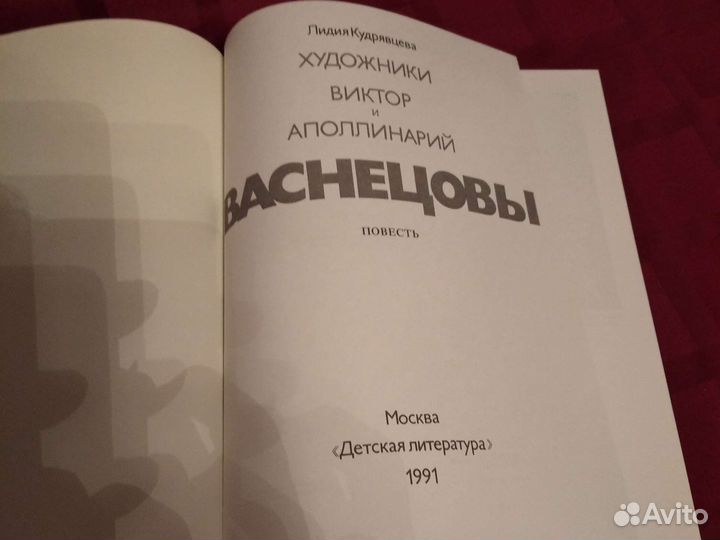 Лидия Кудрявцева
ХУДОЖНИКИ
ВИКТОР
и
АПОЛЛИНАРИЙ
ВАСНЕЦОВЫ
ПОВЕСТЬ
Москва
«Детская литература»
1991
Avito